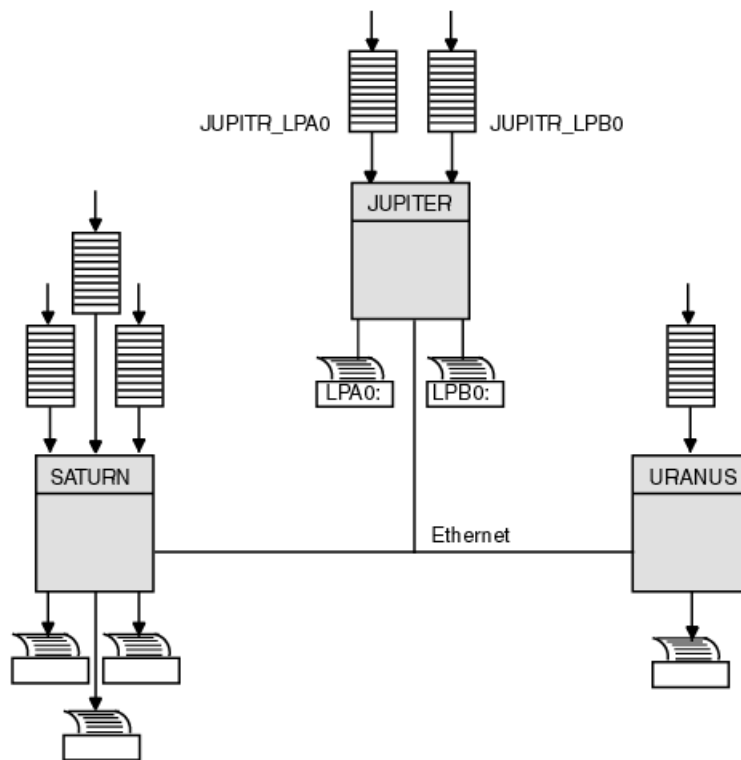 JUPITR_LPA0
JUPITR_LPB0
JUPITER
LPA0:
LPB0:
SATURN
URANUS
Ethernet